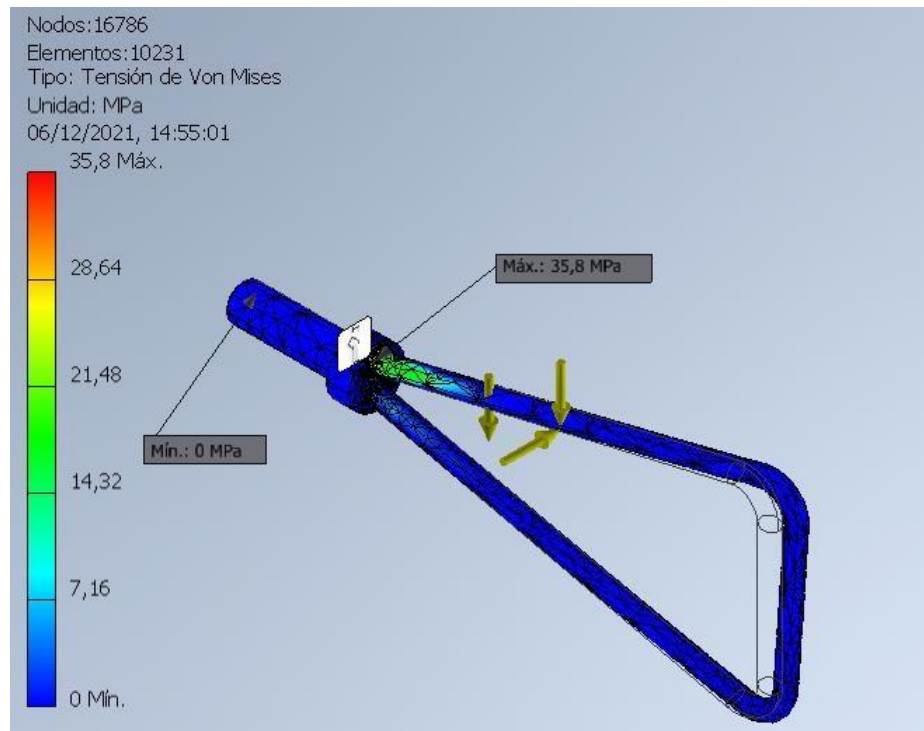 Nodos:16786
Elementos:10231
Tipo: Tensión de Von Mises
Unidad: MPa
06/12/2021, 14:55:01
35,8 Máx.
28,64
Máx.: 35,8 MPa
21,48
Mín.: 0 MPa
14,32
7,16
0 Mín.